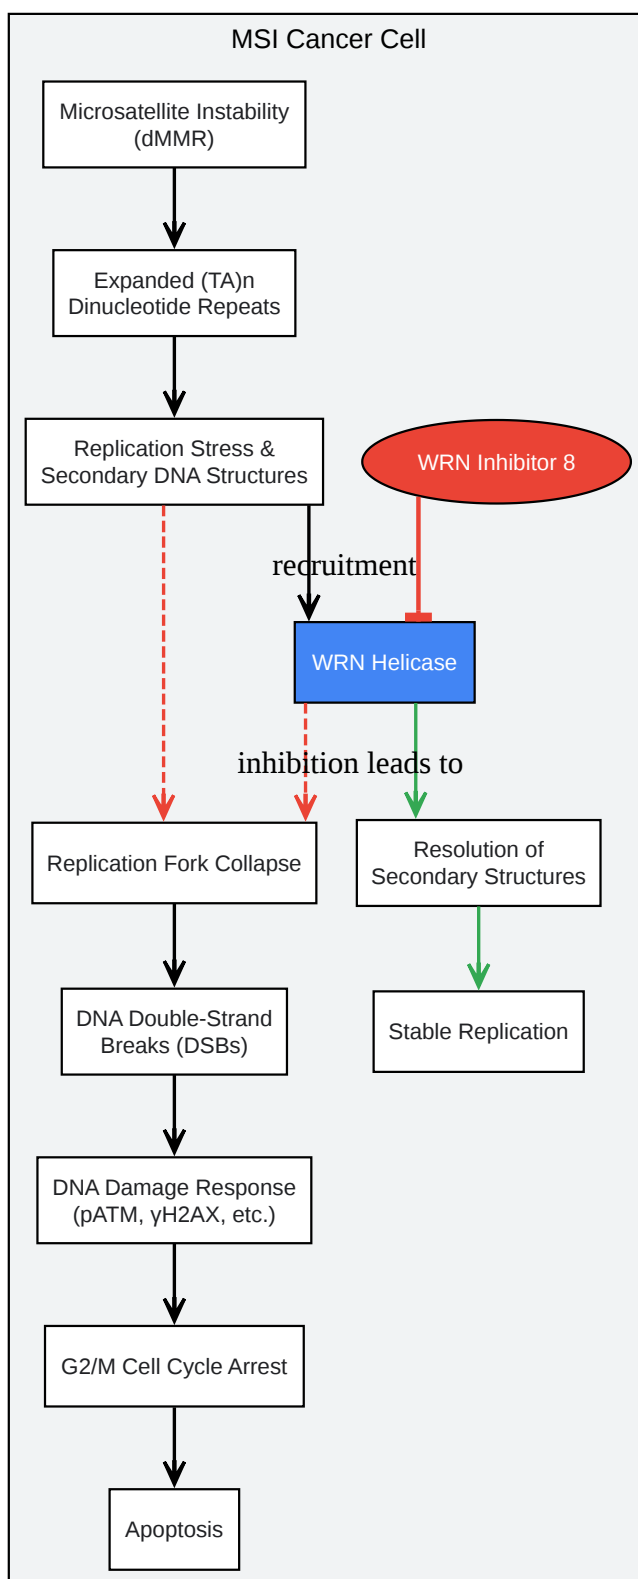 MSI Cancer Cell
Microsatellite Instability
(dMMR)
Expanded (TA)n
Dinucleotide Repeats
Replication Stress &
Secondary DNA Structures
WRN Inhibitor 8
recruitment
WRN Helicase
inhibition leads to
Replication Fork Collapse
Resolution of
Secondary Structures
DNA Double-Strand
Breaks (DSBs)
Stable Replication
DNA Damage Response
(pATM, γH2AX, etc.)
G2/M Cell Cycle Arrest
Apoptosis